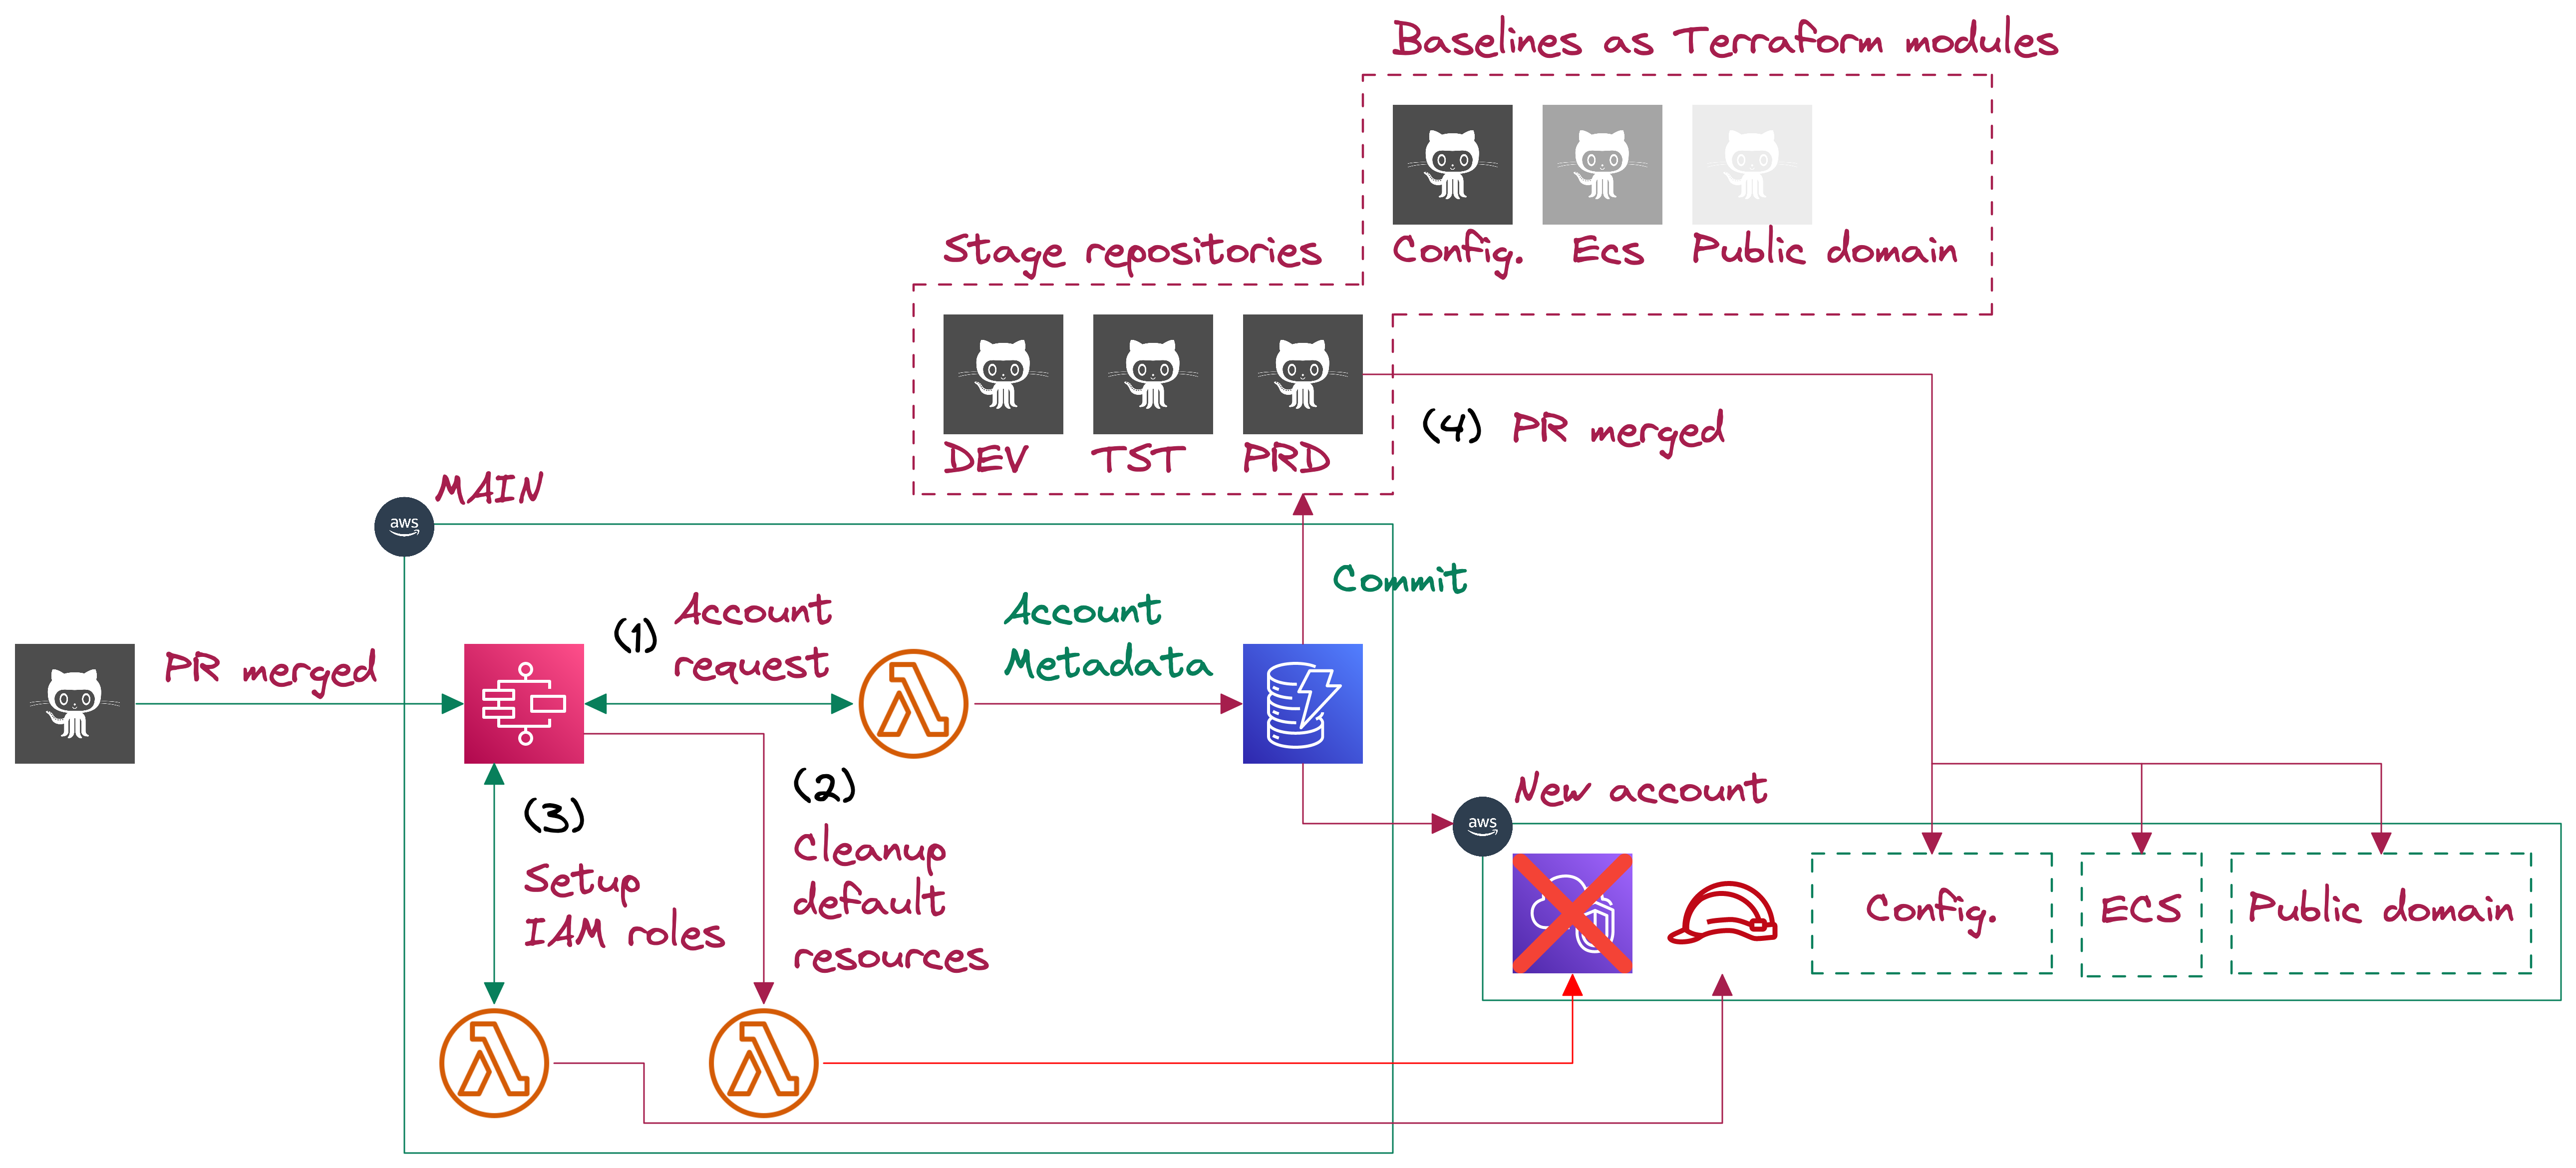 Baselines as Terraform modules
Config.
Ecs
Public domain
Stage repositories
DEV
TST
PRD
(4) PR merged
MAIN
aws
Commit
PR merged
(1)
Account
request
Account
Metadata
(2)
Cleanup
default
resources
(3)
Setup
IAM roles
New account
aws
Config.
ECS
Public domain